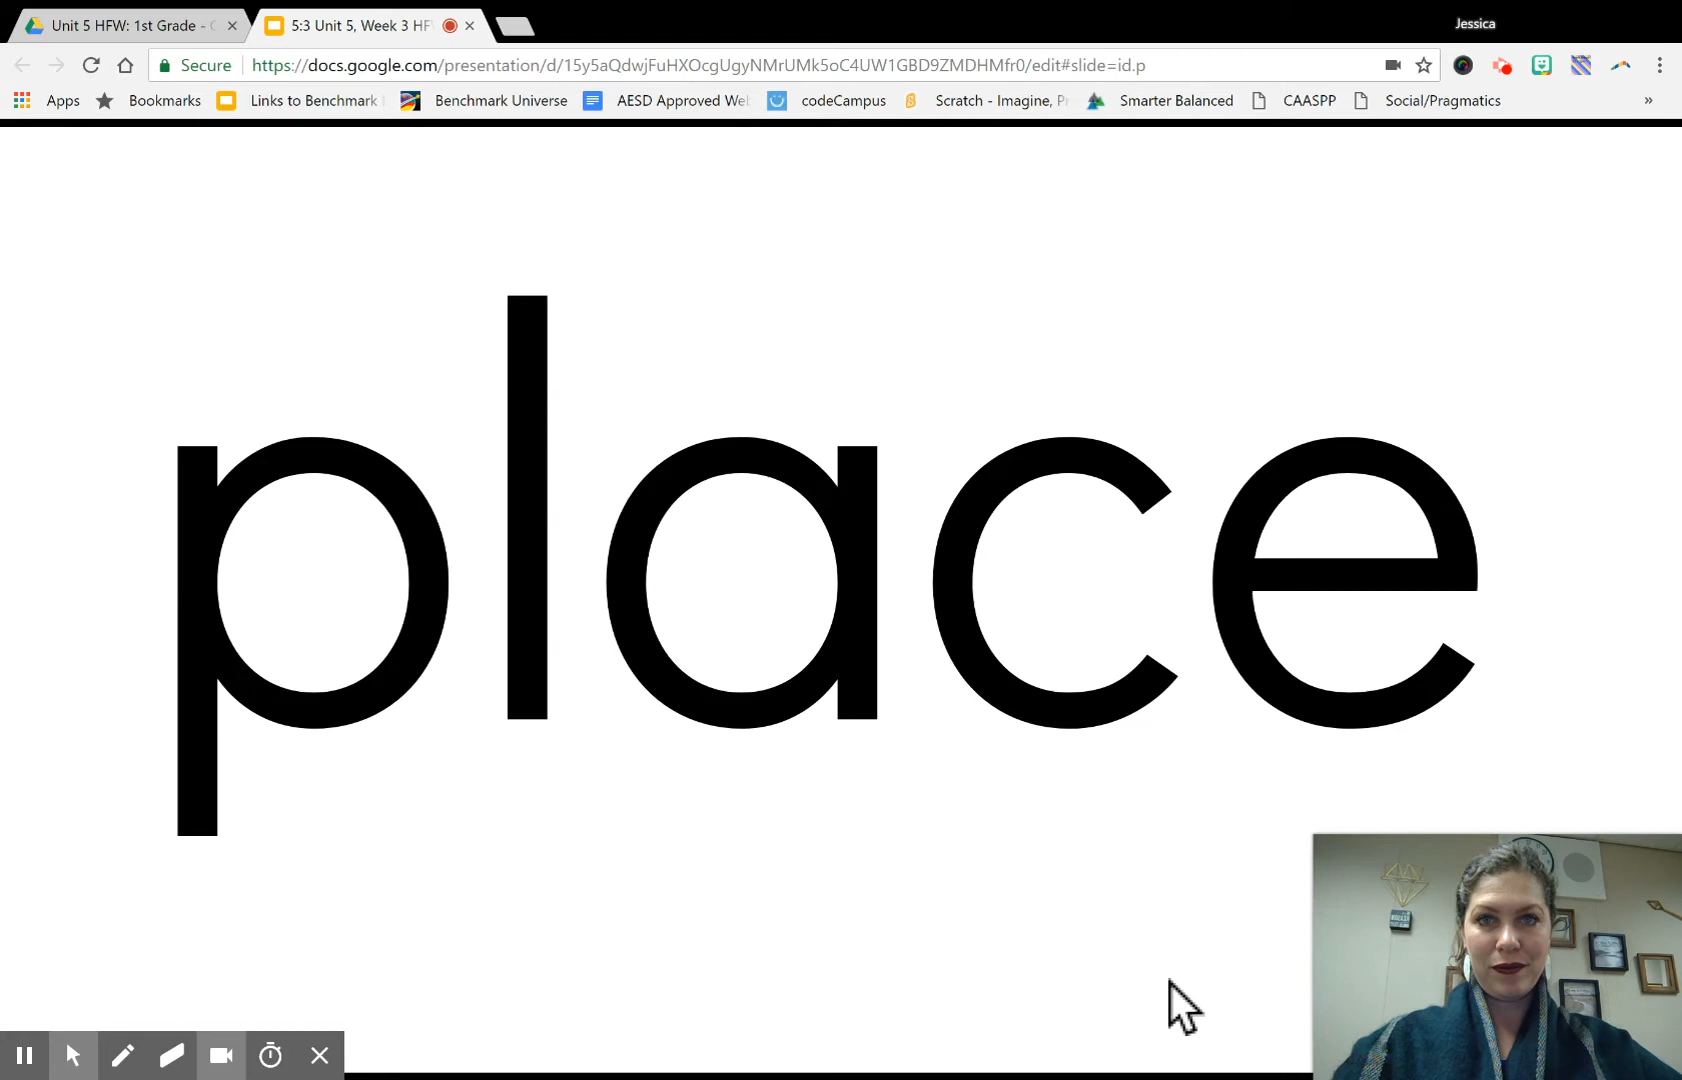 Unit 5 HFW: 1st Grade - 
5:3 Unit 5, Week 3 HF
Jessica
Secure https://docs.google.com/presentation/d/15y5aQdwjFuHXOcgUgyNMrUMk5oC4UW1GBD9ZMDHMfr0/edit#slide=id.p
Apps Bookmarks Links to Benchmark Benchmark Universe AESD Approved We codeCampus Scratch - Imagine, P Smarter Balanced CAASPP Social/Pragmatics »
place